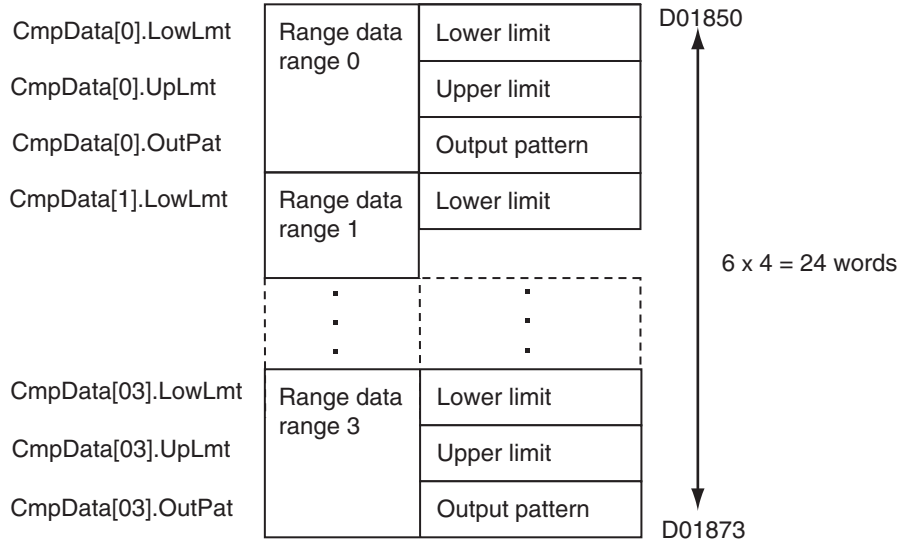 CmpData[0].LowLmt Range data Lower limit D01850
range 0
CmpData[0].UpLmt Upper limit
CmpData[0].OutPat Output pattern
CmpData[1].LowLmt Range data Lower limit
range 1
6 x 4 = 24 words
CmpData[03].LowLmt Range data Lower limit
range 3
CmpData[03].UpLmt Upper limit
CmpData[03].OutPat Output pattern
D01873